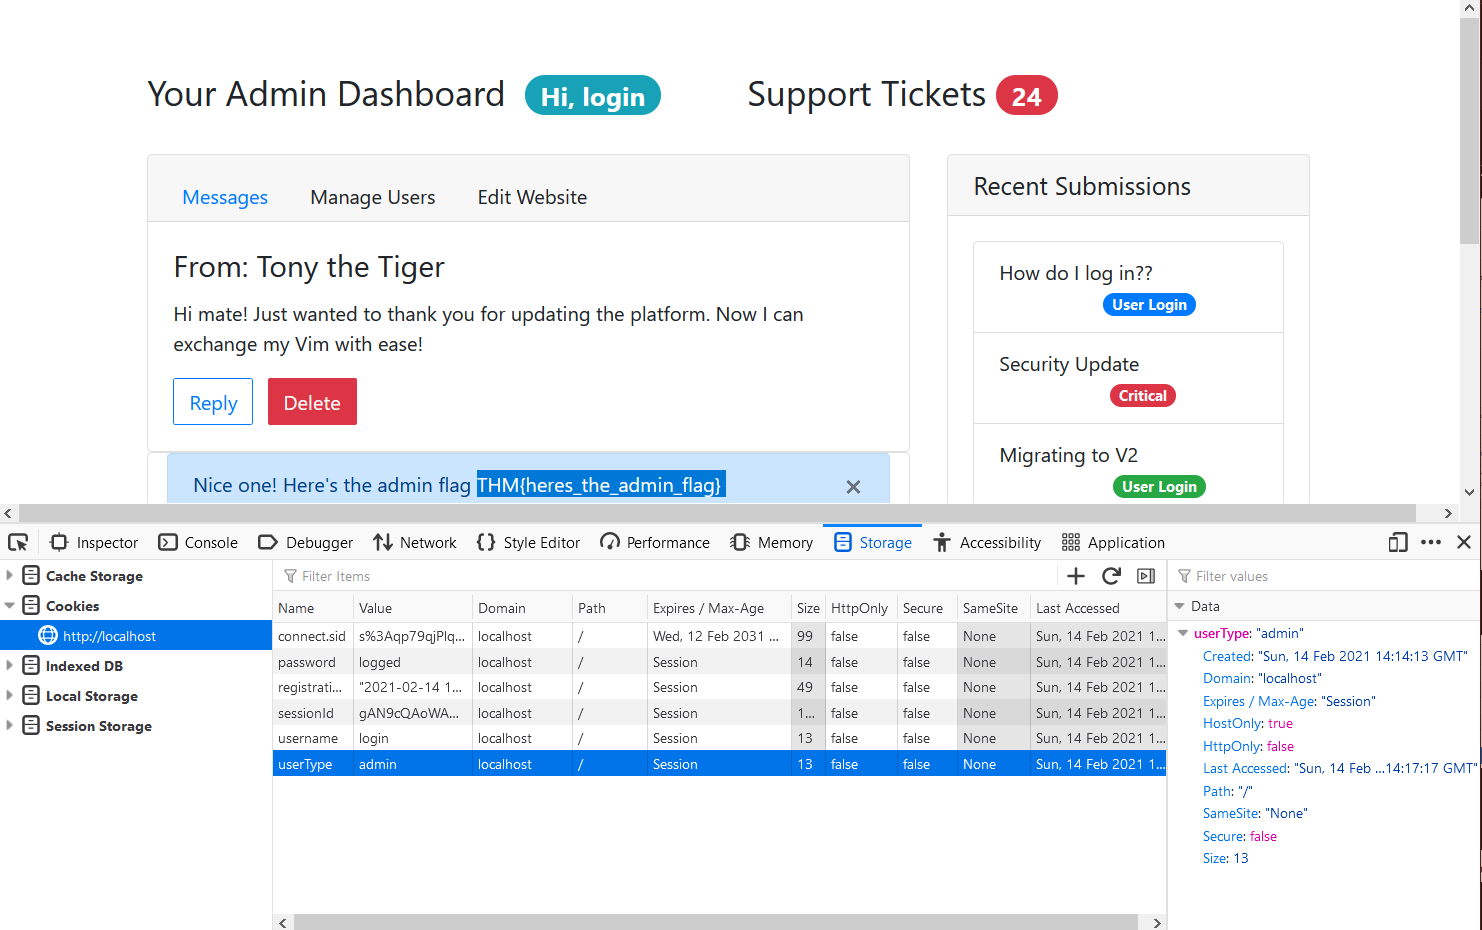 Your Admin Dashboard Hi, login
Support Tickets 24
Messages Manage Users Edit Website
From: Tony the Tiger
Hi mate! Just wanted to thank you for updating the platform. Now I can
exchange my Vim with ease!
Reply Delete
Nice one! Here's the admin flag THM{heres_the_admin_flag} ×
Recent Submissions
How do I log in??
User Login
Security Update
Critical
Migrating to V2
User Login
Inspector Console Debugger Network Style Editor Performance Memory Storage Accessibility Application
Cache Storage
Cookies
http://localhost
Indexed DB
Local Storage
Session Storage
Filter Items
Name Value Domain Path Expires / Max-Age Size HttpOnly Secure SameSite Last Accessed
connect.sid s%3Aqp79qjPlq... localhost / Wed, 12 Feb 2031 ... 99 false false None Sun, 14 Feb 2021 1...
password logged localhost / Session 14 false false None Sun, 14 Feb 2021 1...
registrati... "2021-02-14 1... localhost / Session 49 false false None Sun, 14 Feb 2021 1...
sessionId gAN9cQAoWA... localhost / Session 1... false false None Sun, 14 Feb 2021 1...
username login localhost / Session 13 false false None Sun, 14 Feb 2021 1...
userType admin localhost / Session 13 false false None Sun, 14 Feb 2021 1...
Filter values
Data
userType: "admin"
Created: "Sun, 14 Feb 2021 14:14:13 GMT"
Domain: "localhost"
Expires / Max-Age: "Session"
HostOnly: true
HttpOnly: false
Last Accessed: "Sun, 14 Feb ...14:17:17 GMT"
Path: "/"
SameSite: "None"
Secure: false
Size: 13